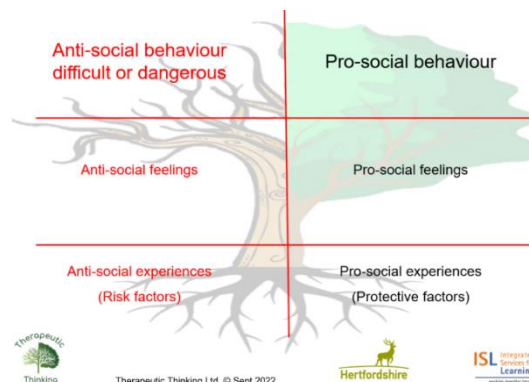 Anti-social behaviour
difficult or dangerous
Pro-social behaviour
Anti-social feelings
Pro-social feelings
Anti-social experiences
(Risk factors)
Pro-social experiences
(Protective factors)
Therapeutic
Thinking
Therapeutic Thinking Ltd. © Sept 2022
Hertfordshire
ISL
Integrated
Services for
Learning